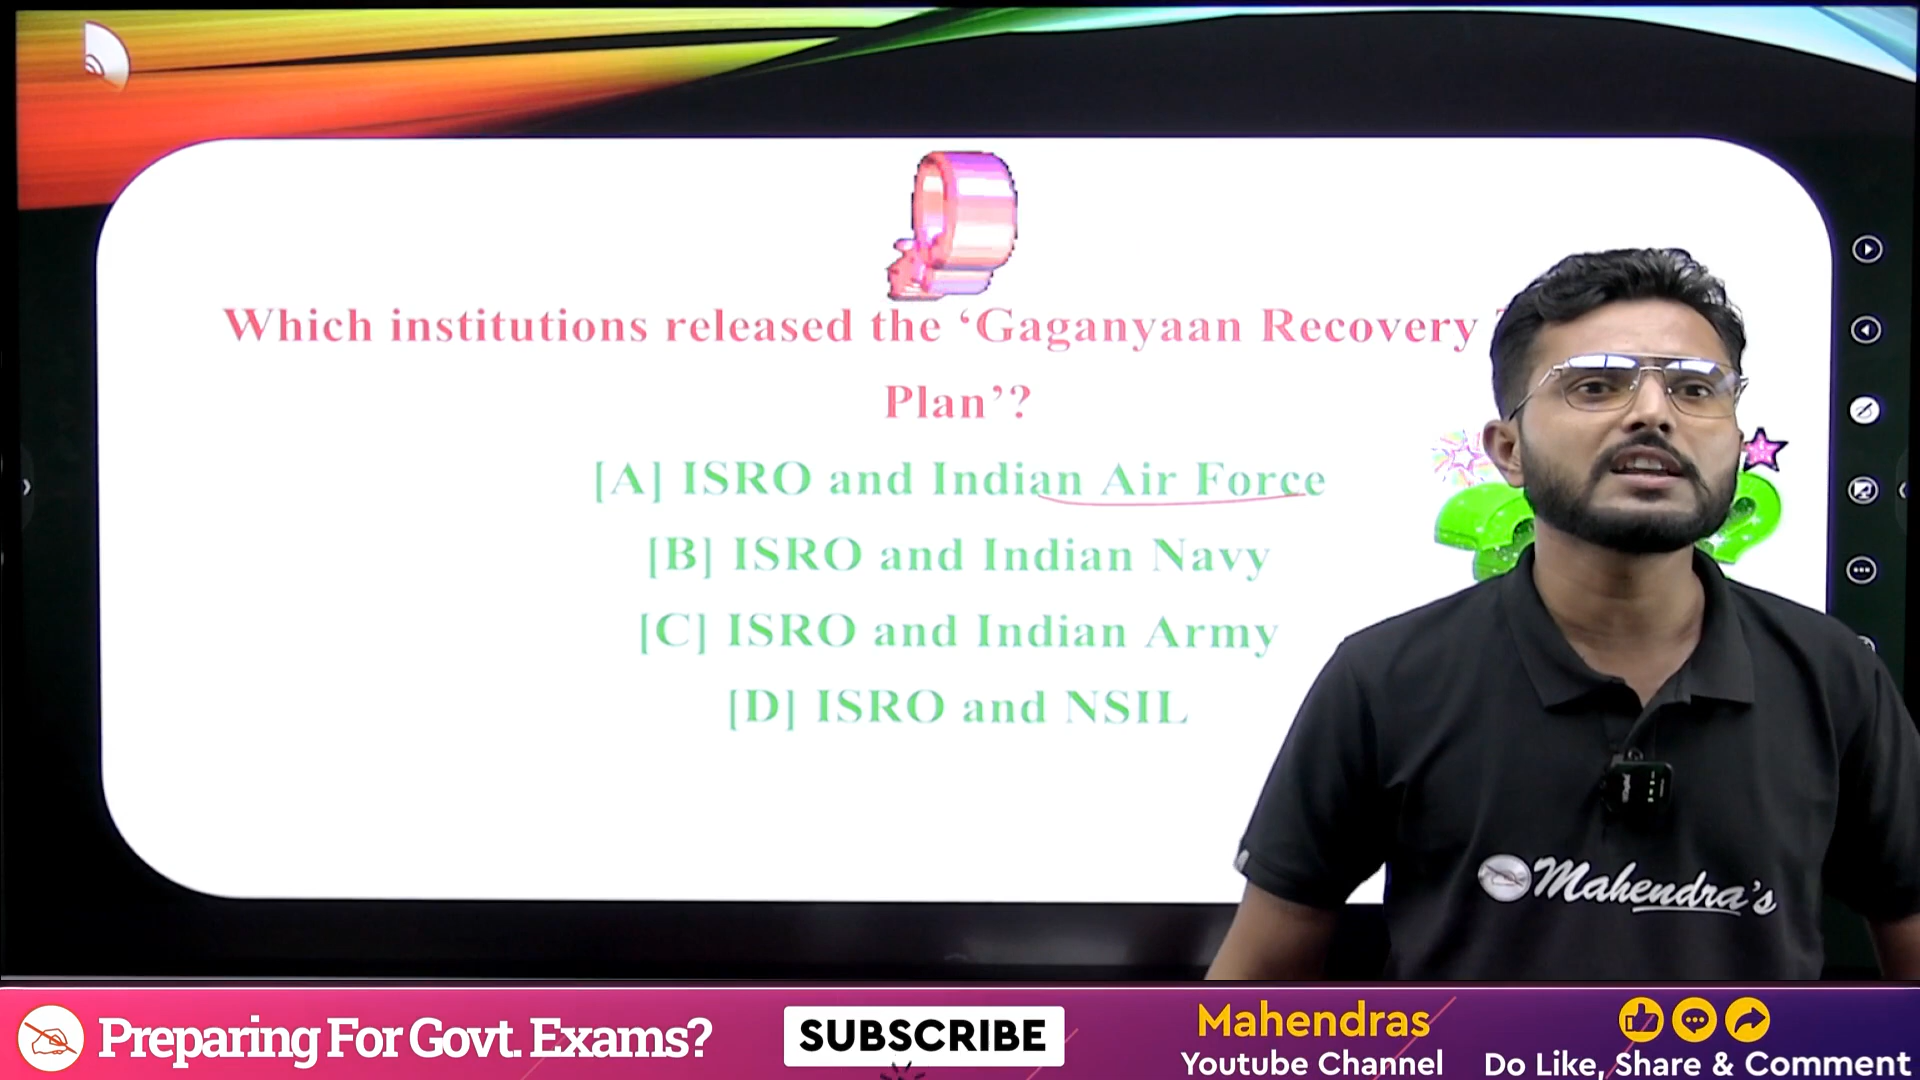 9
Which institutions released the ‘Gaganyaan Recovery
Plan’?
[A] ISRO and Indian Air Force
[B] ISRO and Indian Navy
[C] ISRO and Indian Army
[D] ISRO and NSIL
Mahendra's
Preparing For Govt. Exams?
SUBSCRIBE
Mahendras
Youtube Channel
Do Like, Share & Comment